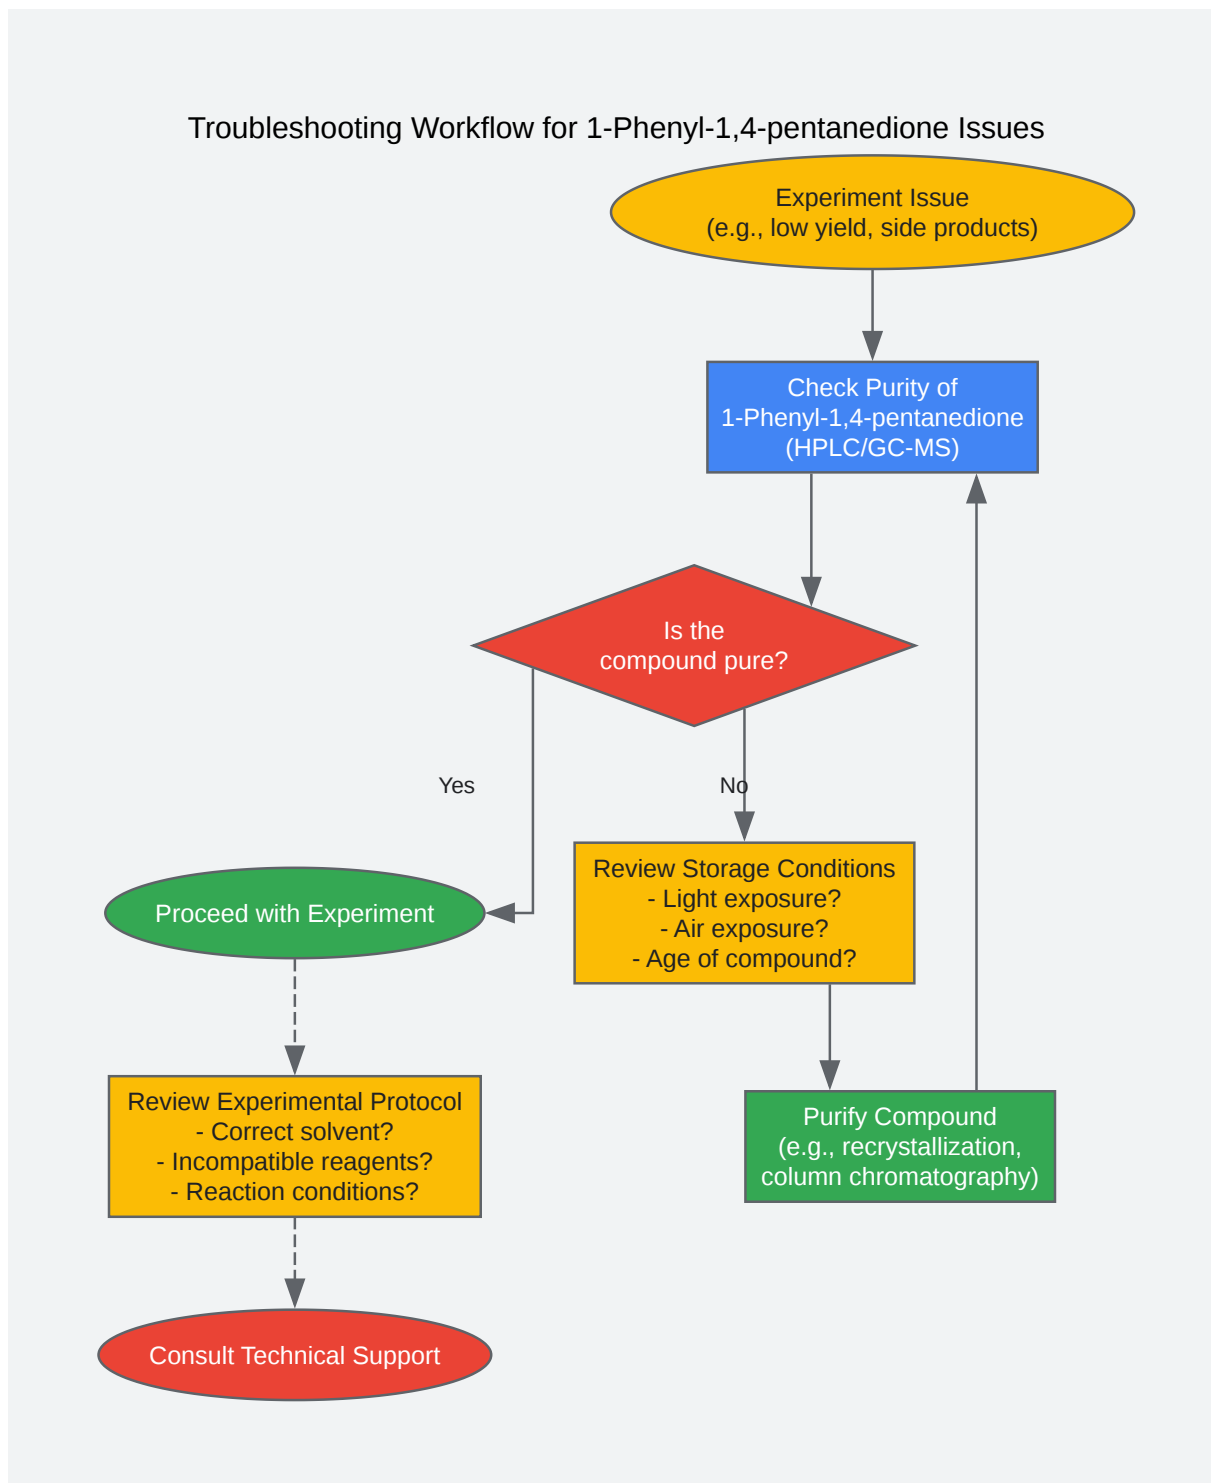 Troubleshooting Workflow for 1-Phenyl-1,4-pentanedione Issues
Experiment Issue
(e.g., low yield, side products)
Check Purity of
1-Phenyl-1,4-pentanedione
(HPLC/GC-MS)
Is the
compound pure?
Yes
No
Review Storage Conditions
- Light exposure?
- Air exposure?
- Age of compound?
Proceed with Experiment
Review Experimental Protocol
- Correct solvent?
- Incompatible reagents?
- Reaction conditions?
Purify Compound
(e.g., recrystallization,
column chromatography)
Consult Technical Support